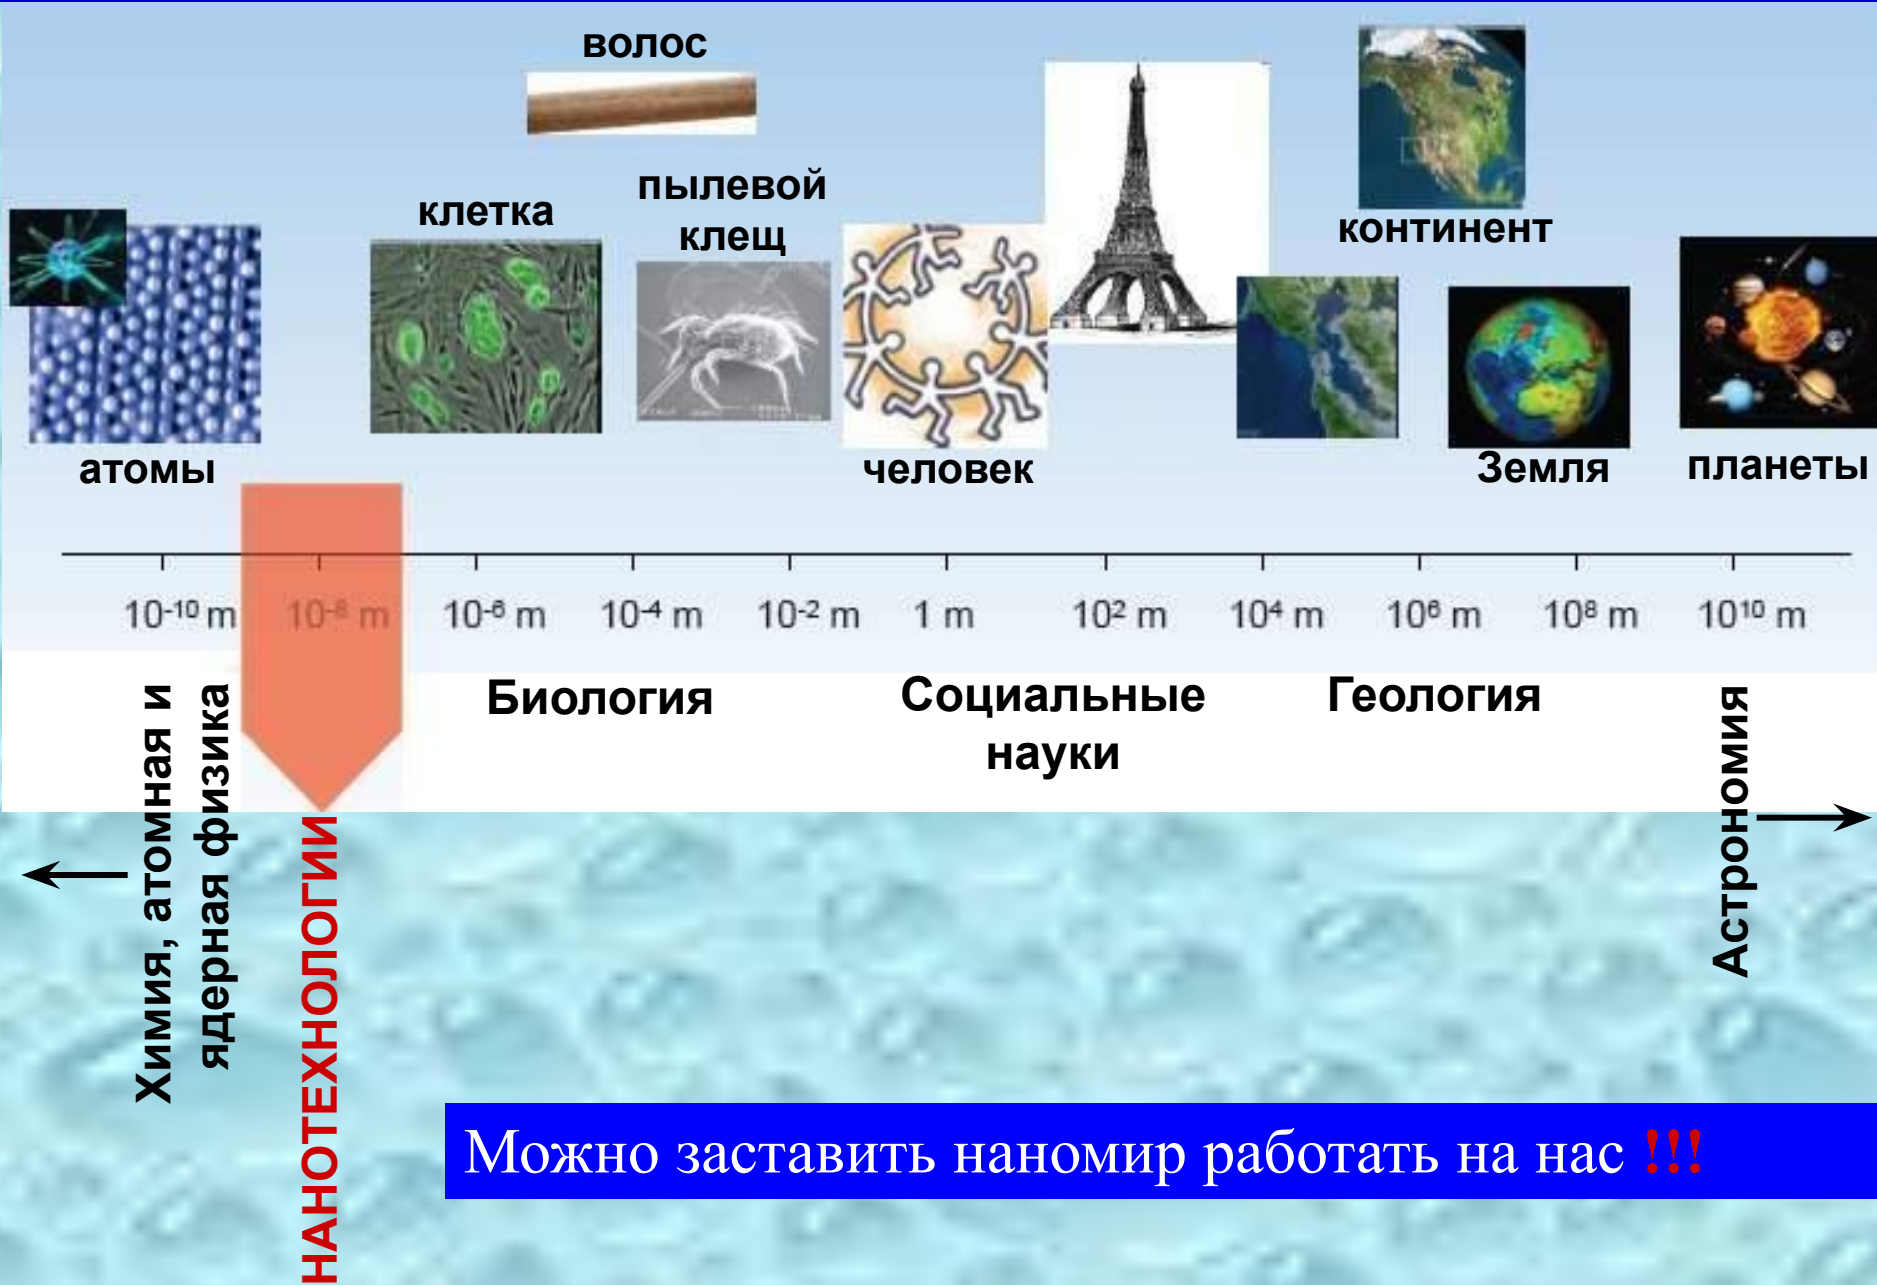 волос
пылевой
клещ
клетка
континент
атомы
человек
Земля
планеты
10⁻¹⁰ m
10⁻⁸ m
10⁻⁶ m
10⁻⁴ m
10⁻² m
1 m
10² m
10⁴ m
10⁶ m
10⁸ m
10¹⁰ m
Химия, атомная и
ядерная физика
НАНОТЕХНОЛОГИИ
Биология
Социальные
науки
Геология
Астрономия
Можно заставить наномир работать на нас !!!